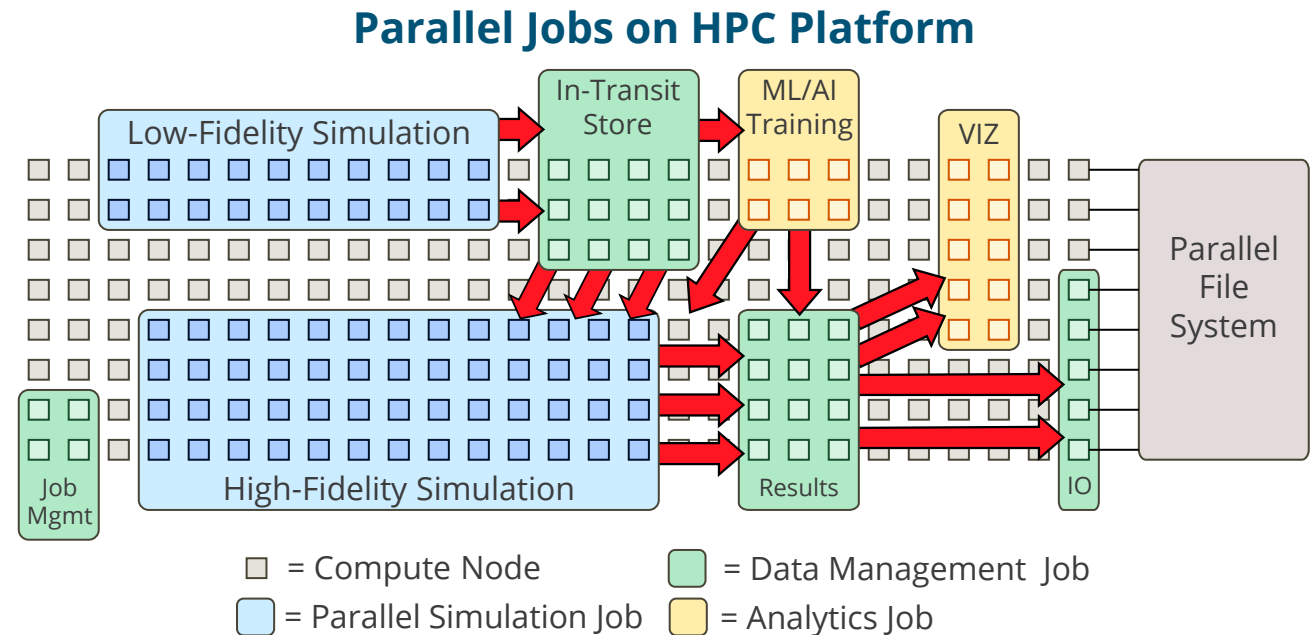 Parallel Jobs on HPC Platform
In-Transit
Store
ML/AI
Training
Low-Fidelity Simulation
VIZ
Parallel
File
System
Job
Mgmt
High-Fidelity Simulation
Results
IO
= Compute Node
= Data Management Job
= Parallel Simulation Job
= Analytics Job